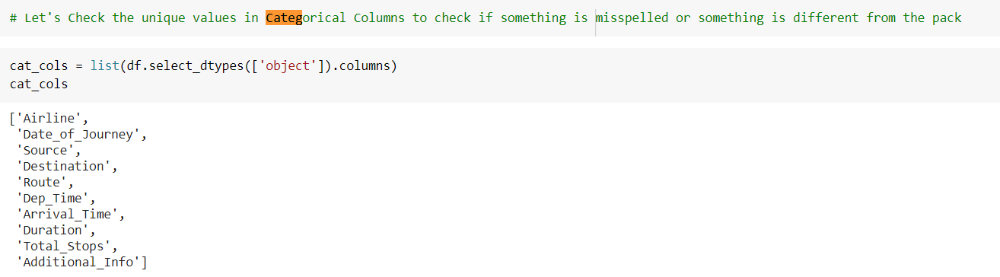 # Let's Check the unique values in Categorical Columns to check if something is misspelled or something is different from the pack
cat_cols = list(df.select_dtypes(['object']).columns)
cat_cols
['Airline',
 'Date_of_Journey',
 'Source',
 'Destination',
 'Route',
 'Dep_Time',
 'Arrival_Time',
 'Duration',
 'Total_Stops',
 'Additional_Info']